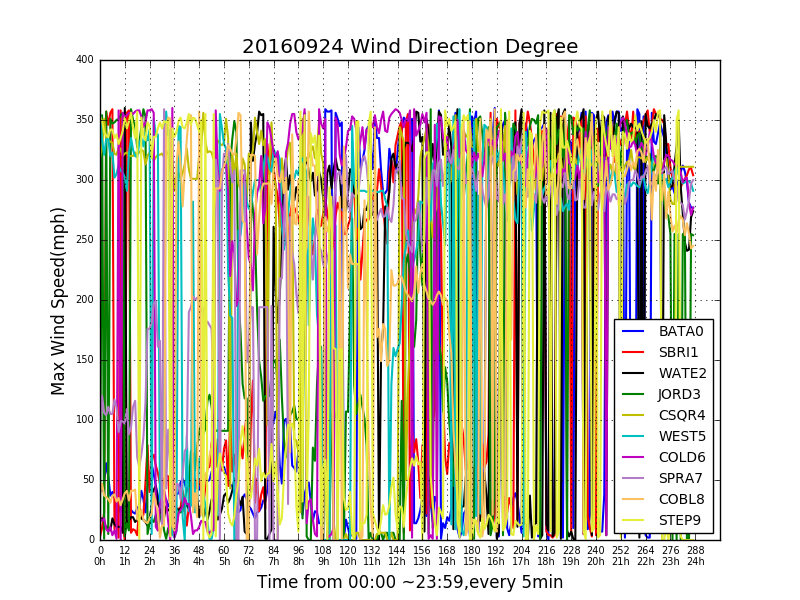 20160924 Wind Direction Degree
400
350
300
250
200
150
100
50
0
Max Wind Speed(mph)
BATA0
SBRI1
WATE2
JORD3
CSQR4
WEST5
COLD6
SPRA7
COBL8
STEP9
0 12 24 36 48 60 72 84 96 108 120 132 144 156 168 180 192 204 216 228 240 252 264 276 288
0h 1h 2h 3h 4h 5h 6h 7h 8h 9h 10h 11h 12h 13h 14h 15h 16h 17h 18h 19h 20h 21h 22h 23h 24h
Time from 00:00 ~23:59,every 5min